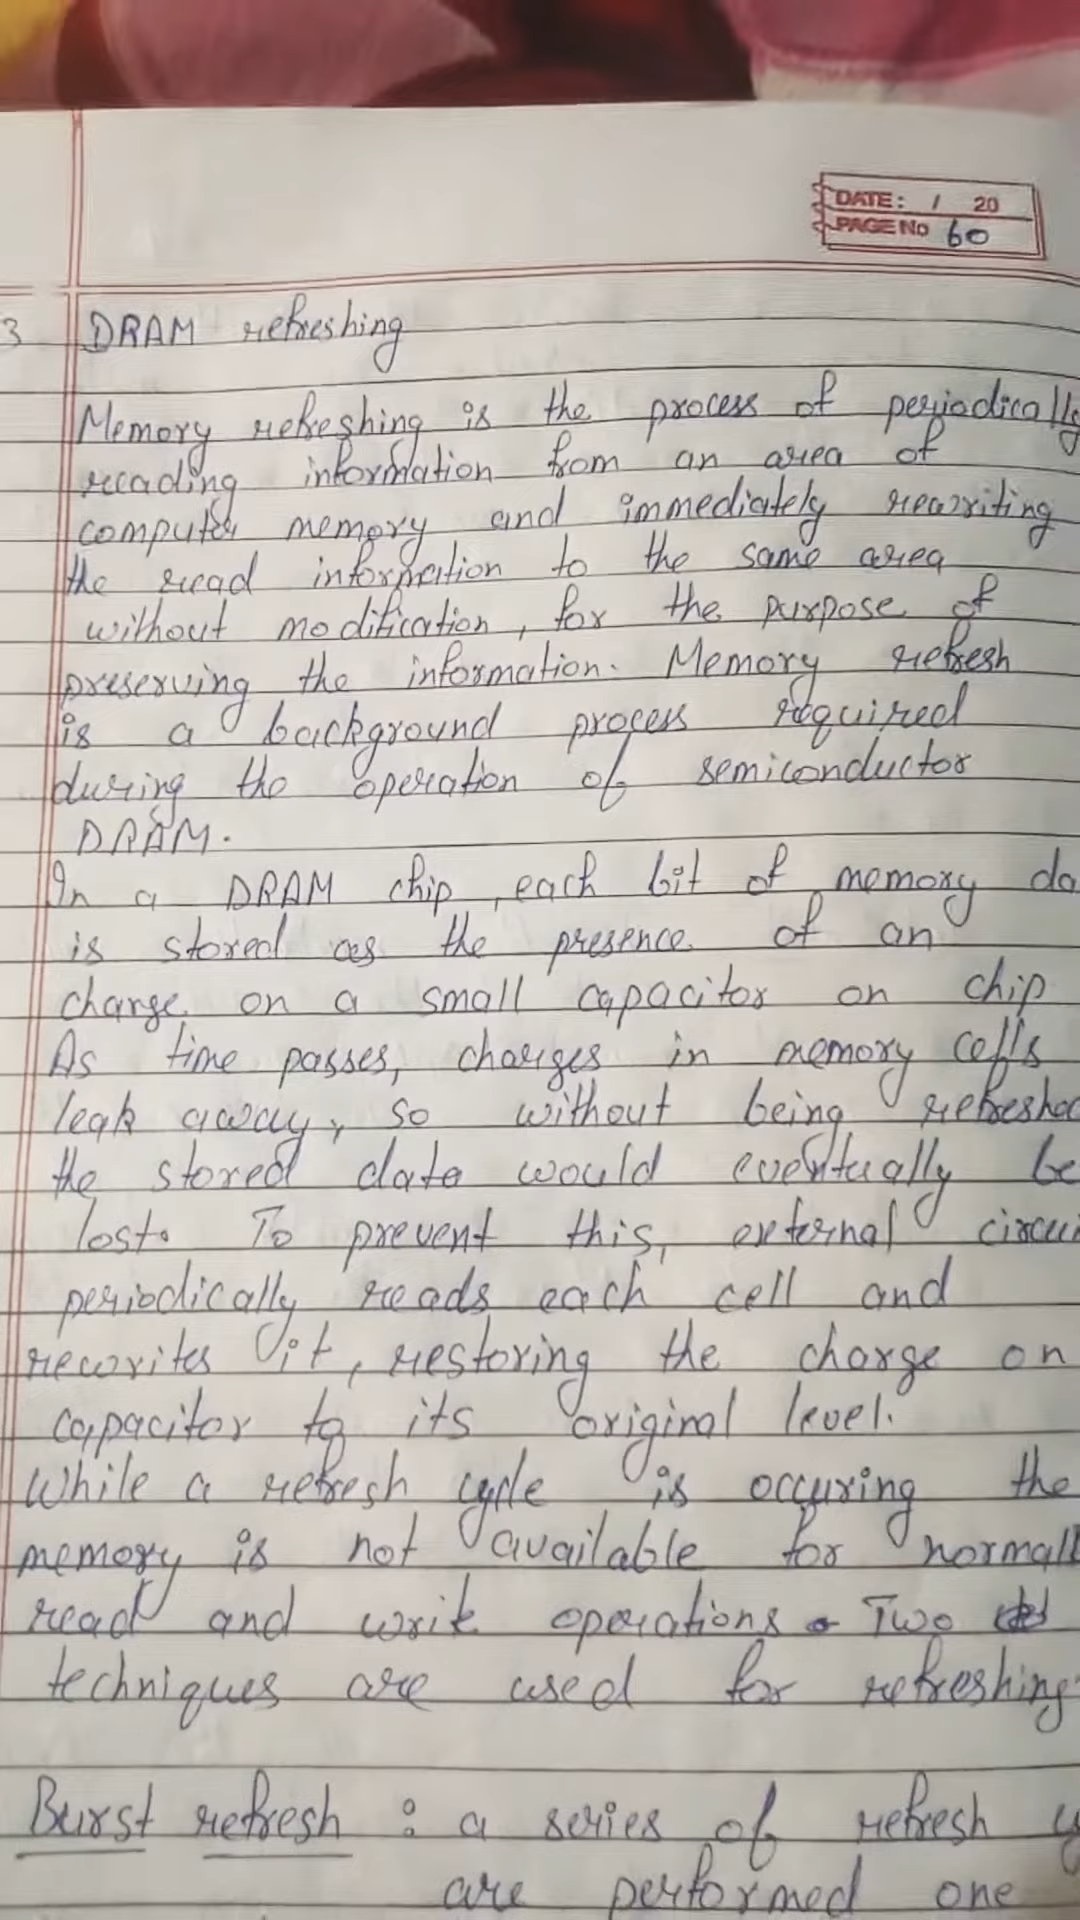 DATE: / 20
PAGE No 60
3 DRAM refreshing
Memory refreshing is the process of periodically
reading information from an area of
computer memory and immediately rewriting
the read information to the same area
without modification, for the purpose of
preserving the information. Memory refresh
is a background process required
during the operation of semiconductor
DRAM.
In a DRAM chip, each bit of memory da
is stored as the presence of an
charge on a small capacitor on chip
As time passes, charges in memory cells
leak away, so without being refreshed
the stored data would eventually be
lost. To prevent this, external circui
periodically reads each cell and
rewrites it, restoring the charge on
capacitor to its original level.
While a refresh cycle is occuring the
memory is not available for normal
read and write operations. Two
techniques are used for refreshing
Burst refresh : a series of refresh
are performed one